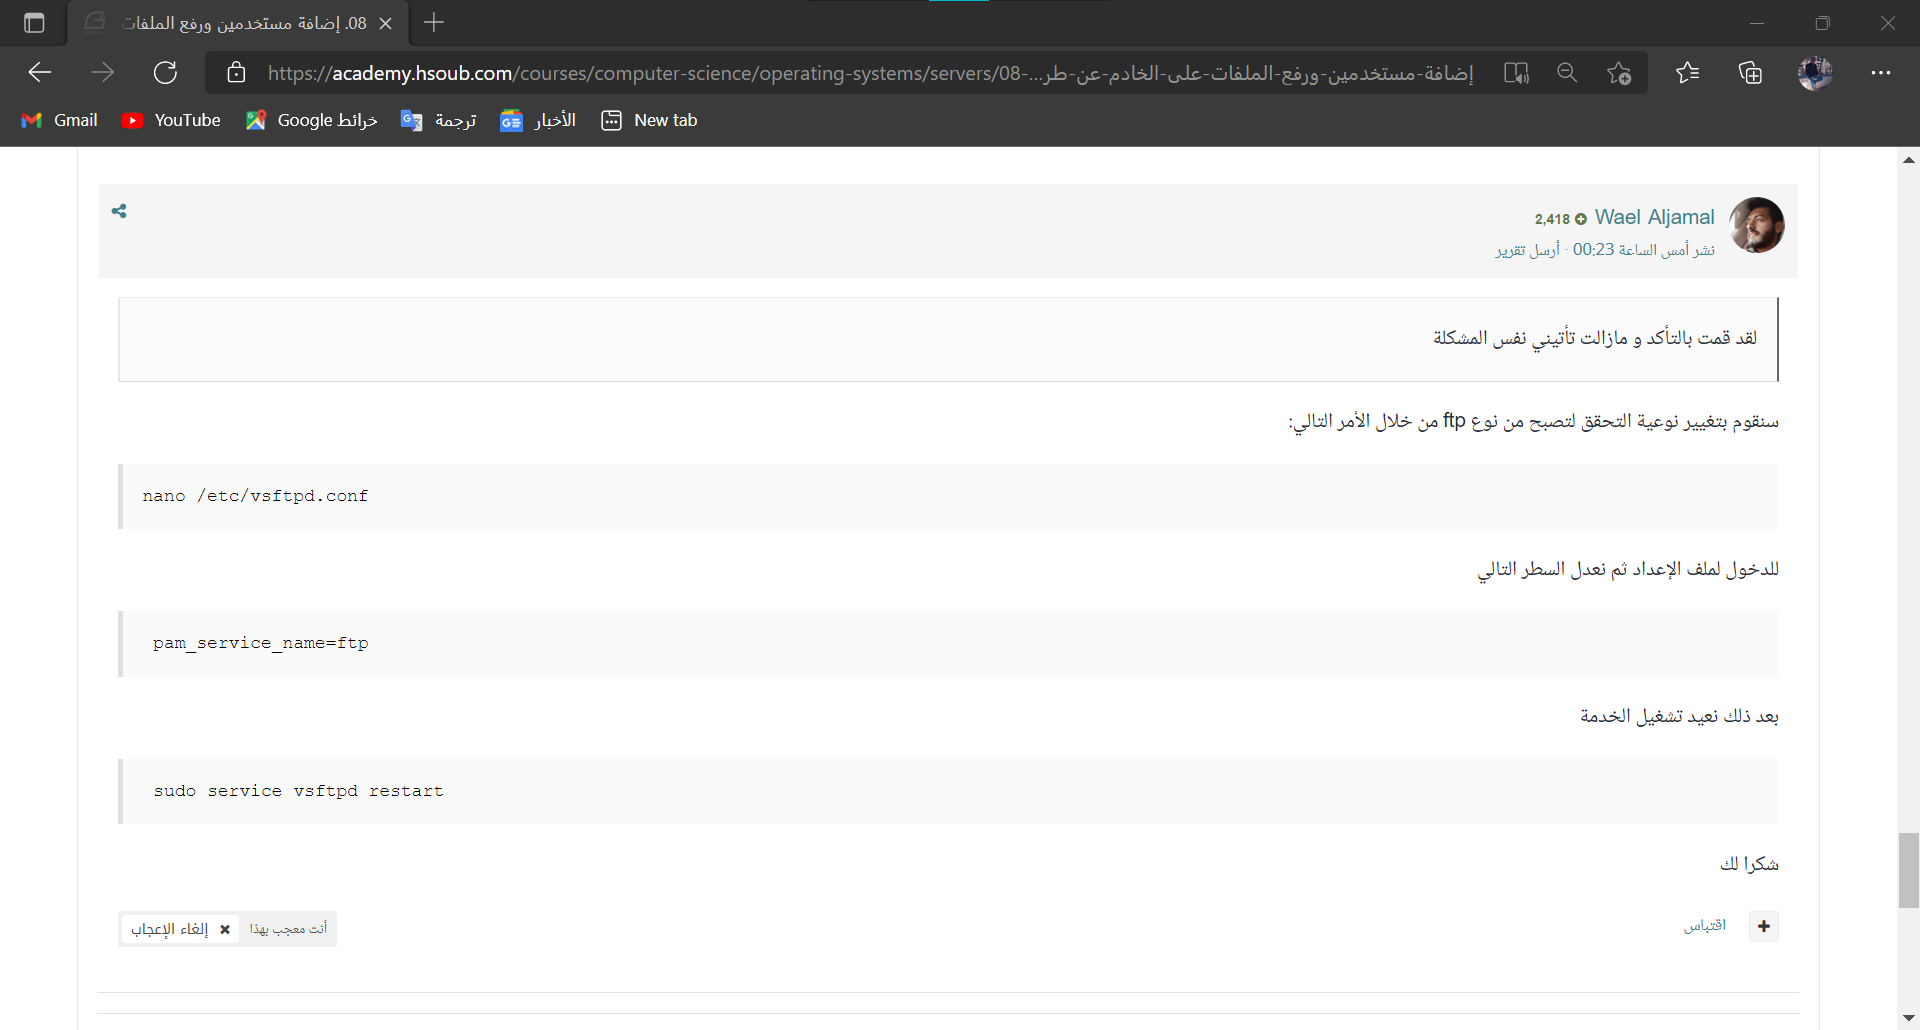 08. إضافة مستخدمين ورفع الملفات
https://academy.hsoub.com/courses/computer-science/operating-systems/servers/08-...إضافة-مستخدمين-ورفع-الملفات-على-الخادم-عن-طر
Gmail
YouTube
خرائط Google
ترجمة
الأخبار
New tab
Wael Aljamal 2,418
نشر أمس الساعة 00:23 · أرسل تقرير
لقد قمت بالتأكد و مازالت تأتيني نفس المشكلة
سنقوم بتغيير نوعية التحقق لتصبح من نوع ftp من خلال الأمر التالي:
nano /etc/vsftpd.conf
للدخول لملف الإعداد ثم نعدل السطر التالي
pam_service_name=ftp
بعد ذلك نعيد تشغيل الخدمة
sudo service vsftpd restart
شكرا لك
اقتباس
أنت معجب بهذا
إلغاء الإعجاب